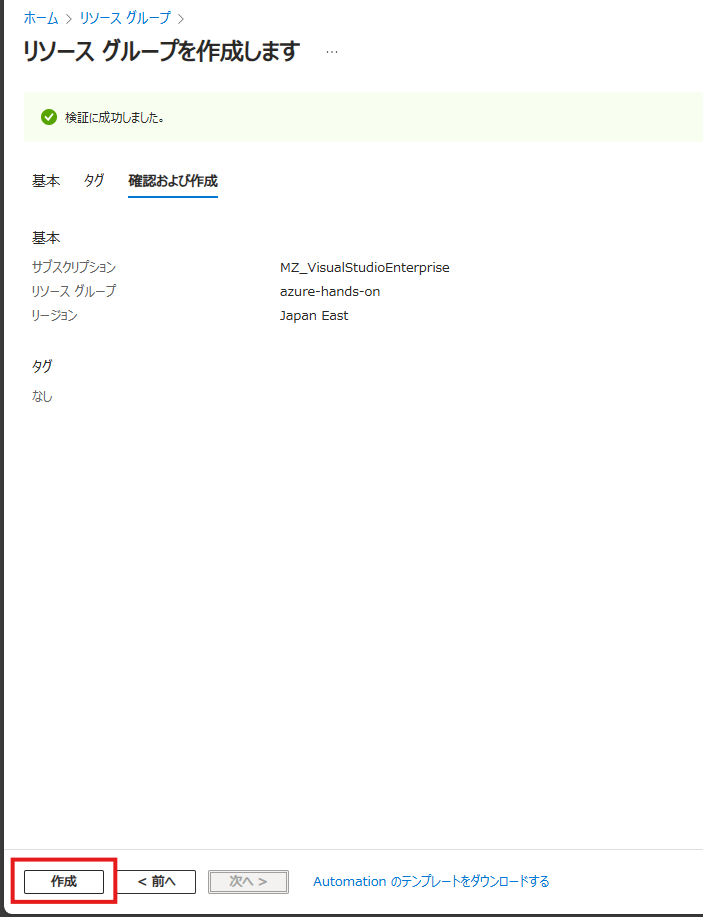 ホーム > リソース グループ >
リソース グループを作成します ...
検証に成功しました。
基本 タグ 確認および作成
基本
サブスクリプション MZ_VisualStudioEnterprise
リソース グループ azure-hands-on
リージョン Japan East
タグ
なし
作成 < 前へ 次へ > Automation のテンプレートをダウンロードする